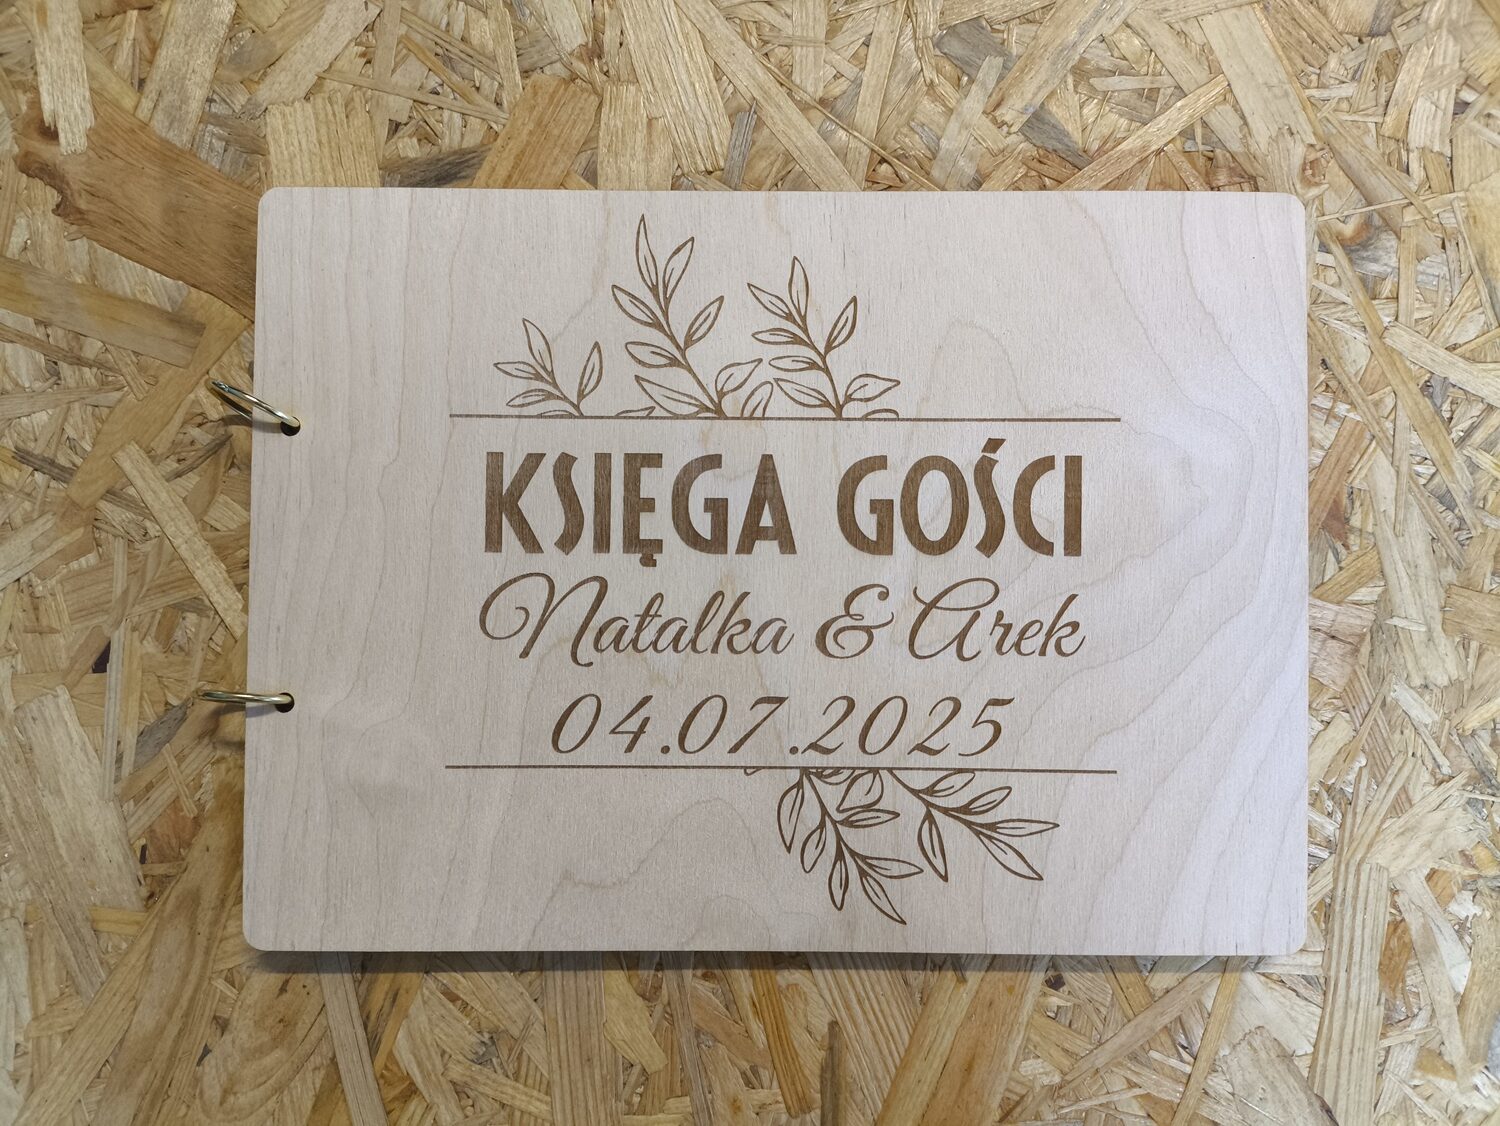 KSIĘGA GOŚCI
Natalka & Arek
04.07.2025